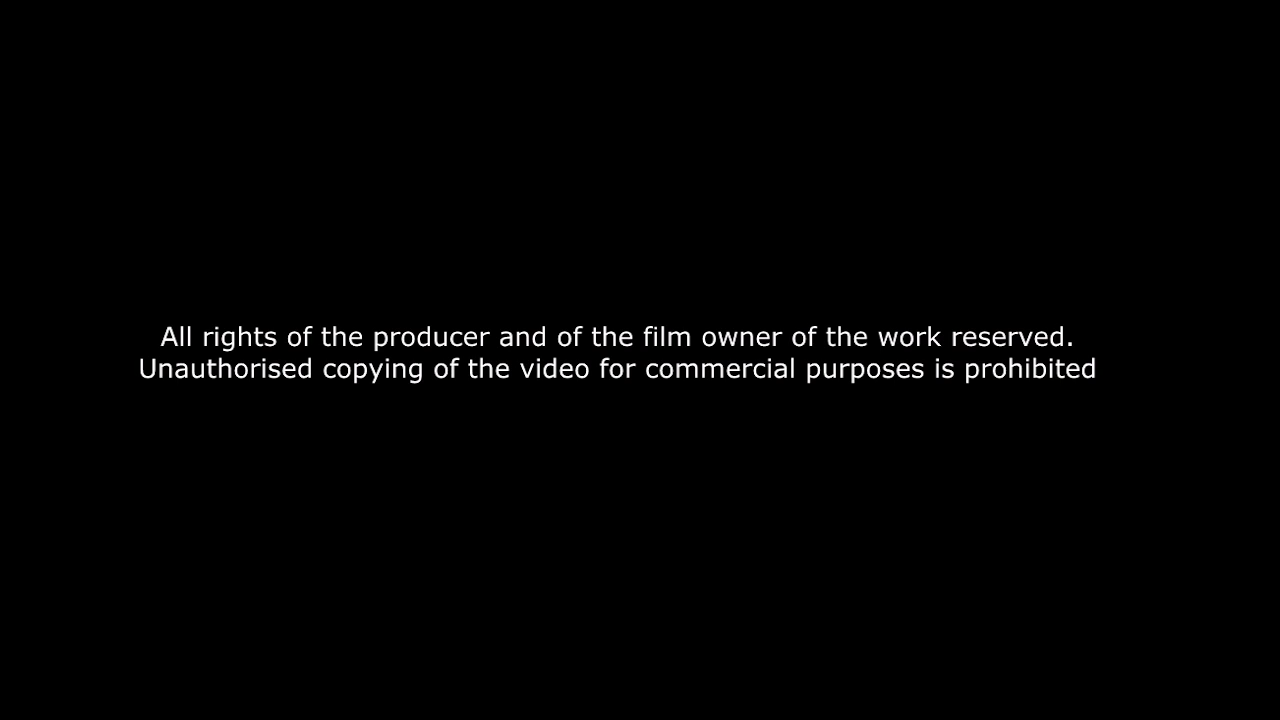 All rights of the producer and of the film owner of the work reserved.
Unauthorised copying of the video for commercial purposes is prohibited